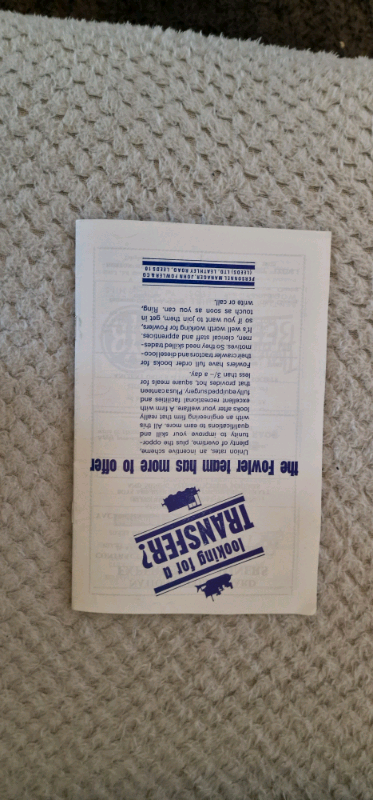 looking for a
TRANSFER?
the Fowler team has more to offer
Union rates, an incentive scheme,
plenty of overtime, plus the oppor-
tunity to improve your skill and
qualifications to earn more. All this
with an engineering firm that really
looks after your welfare. A firm with
excellent recreational facilities and
fully equipped surgery. Plus a canteen
that provides hot, square meals for
less than 3/- a day.
Fowlers have full order books for
their crawler tractors and diesel loco-
motives. So they need skilled trades-
men, clerical staff and apprentices.
It's well worth working for Fowlers,
so if you want to join them, get in
touch as soon as you can. Ring,
write or call.
PERSONNEL MANAGER, JOHN FOWLER & CO
(LEEDS) LTD. LEATHLEY ROAD, LEEDS 10